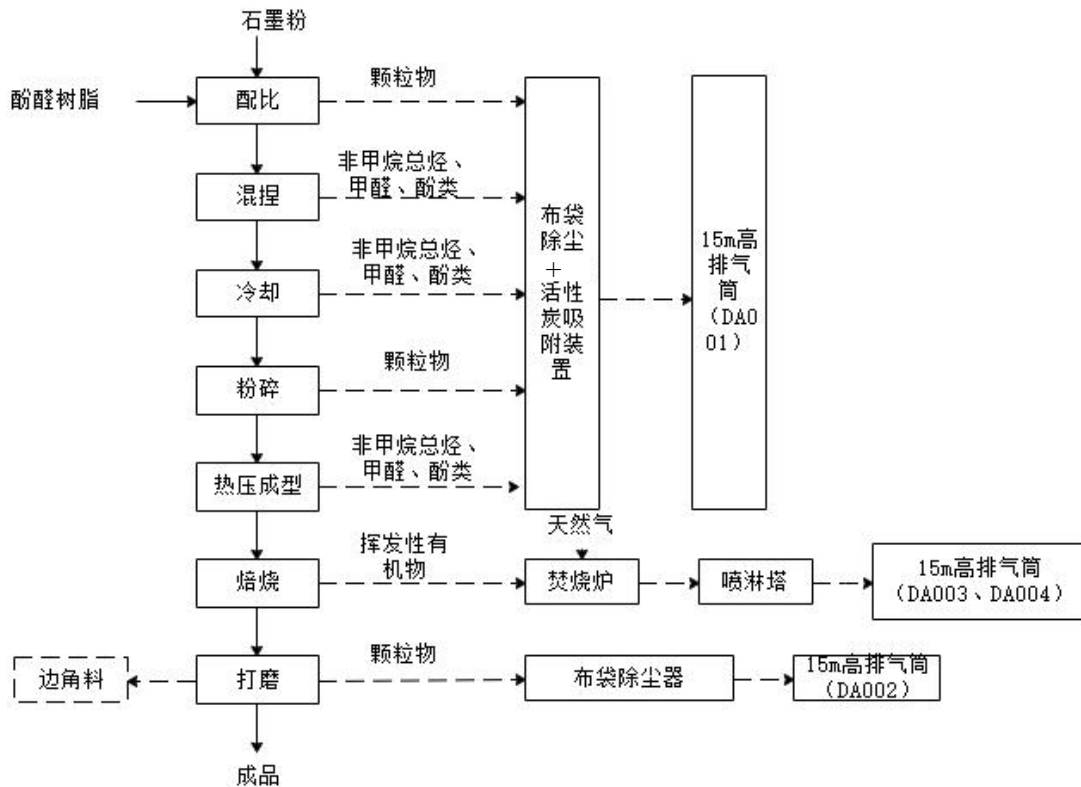 石墨粉
酚醛树脂
配比
颗粒物
混捏
非甲烷总烃、
甲醛、酚类
冷却
非甲烷总烃、
甲醛、酚类
粉碎
颗粒物
热压成型
非甲烷总烃、
甲醛、酚类
布袋
除尘
+
活性
炭吸
附装
置
15m高
排气
筒
（DA0
01）
焙烧
挥发性有
机物
天然气
焚烧炉
喷淋塔
15m高排气筒
（DA003、DA004）
边角料
打磨
颗粒物
布袋除尘器
15m高排气筒
（DA002）
成品